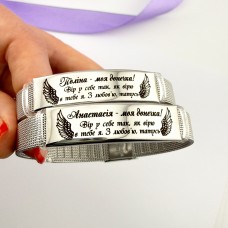 Поліна - моя донечка!
Вір у себе так, як вірю
в тебе я. З любов'ю, татусь
Анастасія - моя донечка!
Вір у себе так, як вірю
в тебе я. З любов'ю, татусь